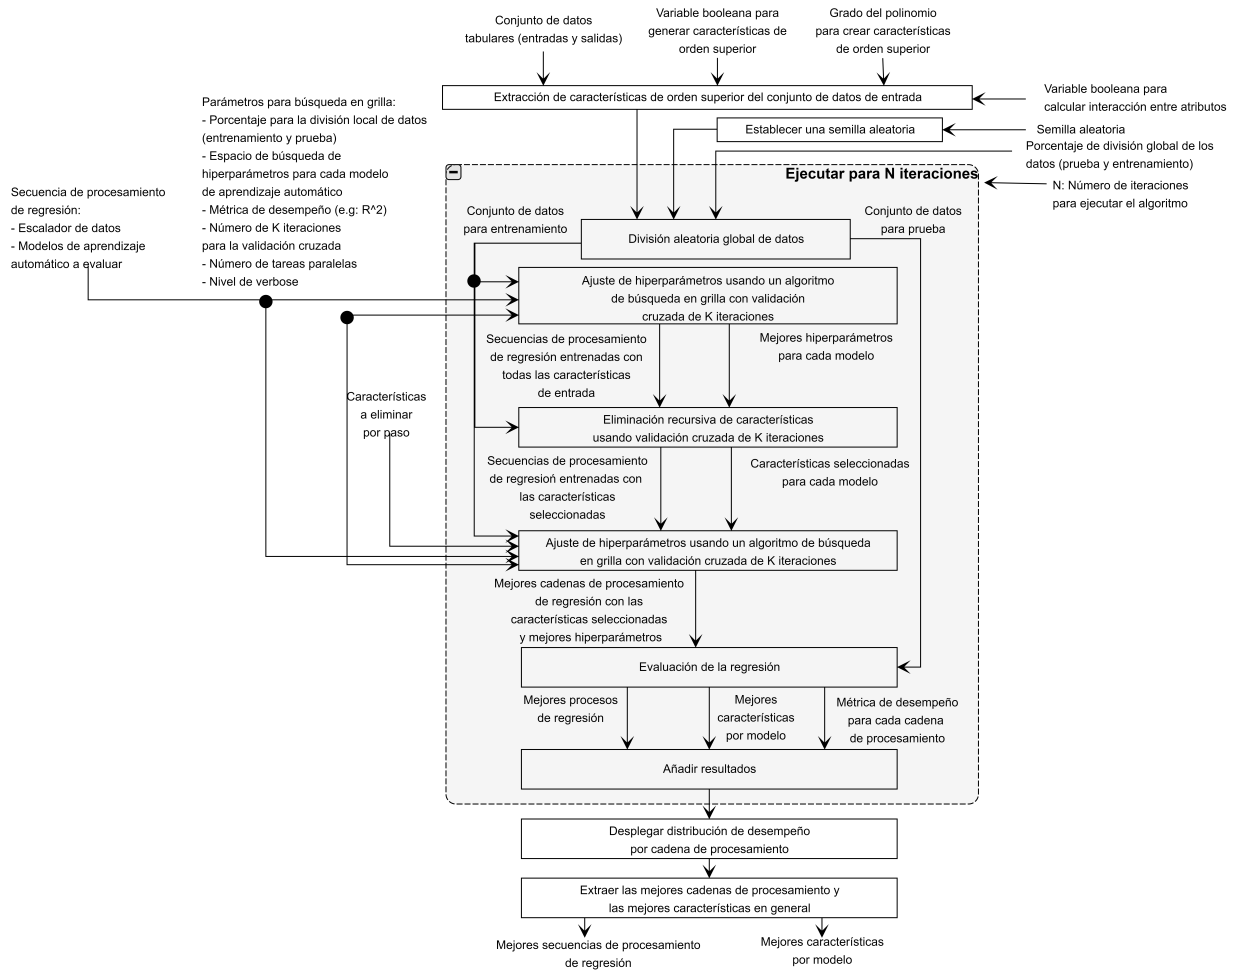 Conjunto de datos
tabulares (entradas y salidas)
Variable booleana para
generar características de
orden superior
Grado del polinomio
para crear características
de orden superior
Extracción de características de orden superior del conjunto de datos de entrada
Variable booleana para
calcular interacción entre atributos
Establecer una semilla aleatoria
Semilla aleatoria
Porcentaje de división global de los
datos (prueba y entrenamiento)
Ejecutar para N iteraciones
N: Número de iteraciones
para ejecutar el algoritmo
Parámetros para búsqueda en grilla:
- Porcentaje para la división local de datos
(entrenamiento y prueba)
- Espacio de búsqueda de
hiperparámetros para cada modelo
de aprendizaje automático
- Métrica de desempeño (e.g: R^2)
- Número de K iteraciones
para la validación cruzada
- Número de tareas paralelas
- Nivel de verbose
Secuencia de procesamiento
de regresión:
- Escalador de datos
- Modelos de aprendizaje
automático a evaluar
Conjunto de datos
para entrenamiento
División aleatoria global de datos
Conjunto de datos
para prueba
Ajuste de hiperparámetros usando un algoritmo
de búsqueda en grilla con validación
cruzada de K iteraciones
Secuencias de procesamiento
de regresión entrenadas con
todas las características
de entrada
Mejores hiperparámetros
para cada modelo
Características
a eliminar
por paso
Eliminación recursiva de características
usando validación cruzada de K iteraciones
Secuencias de procesamiento
de regresioń entrenadas con
las características
seleccionadas
Características seleccionadas
para cada modelo
Ajuste de hiperparámetros usando un algoritmo de búsqueda
en grilla con validación cruzada de K iteraciones
Mejores cadenas de procesamiento
de regresión con las
características seleccionadas
y mejores hiperparámetros
Evaluación de la regresión
Mejores procesos
de regresión
Mejores
características
por modelo
Métrica de desempeño
para cada cadena
de procesamiento
Añadir resultados
Desplegar distribución de desempeño
por cadena de procesamiento
Extraer las mejores cadenas de procesamiento y
las mejores características en general
Mejores secuencias de procesamiento
de regresión
Mejores características
por modelo